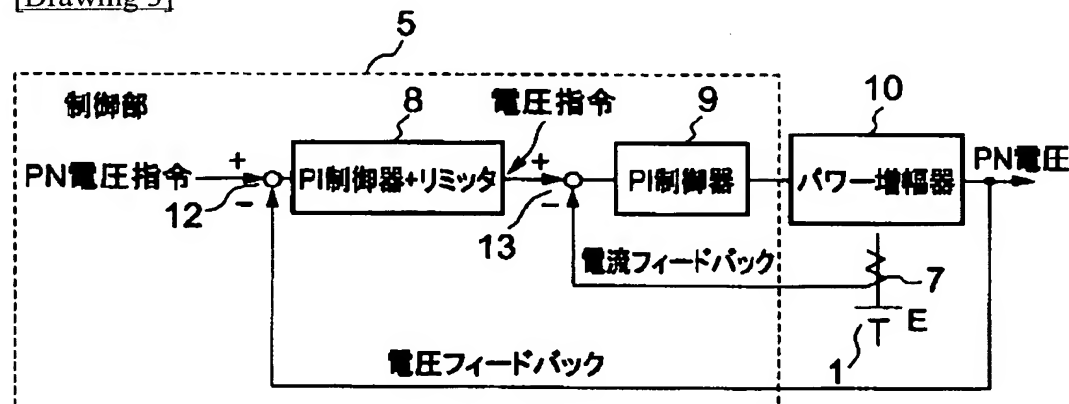 [Drawing 3]
5
制御部
8
電圧指令
9
10
PN電圧指令
+
−
12
PI制御器+リミッタ
+
−
13
PI制御器
パワー増幅器
PN電圧
電流フィードバック
7
E
1
電圧フィードバック